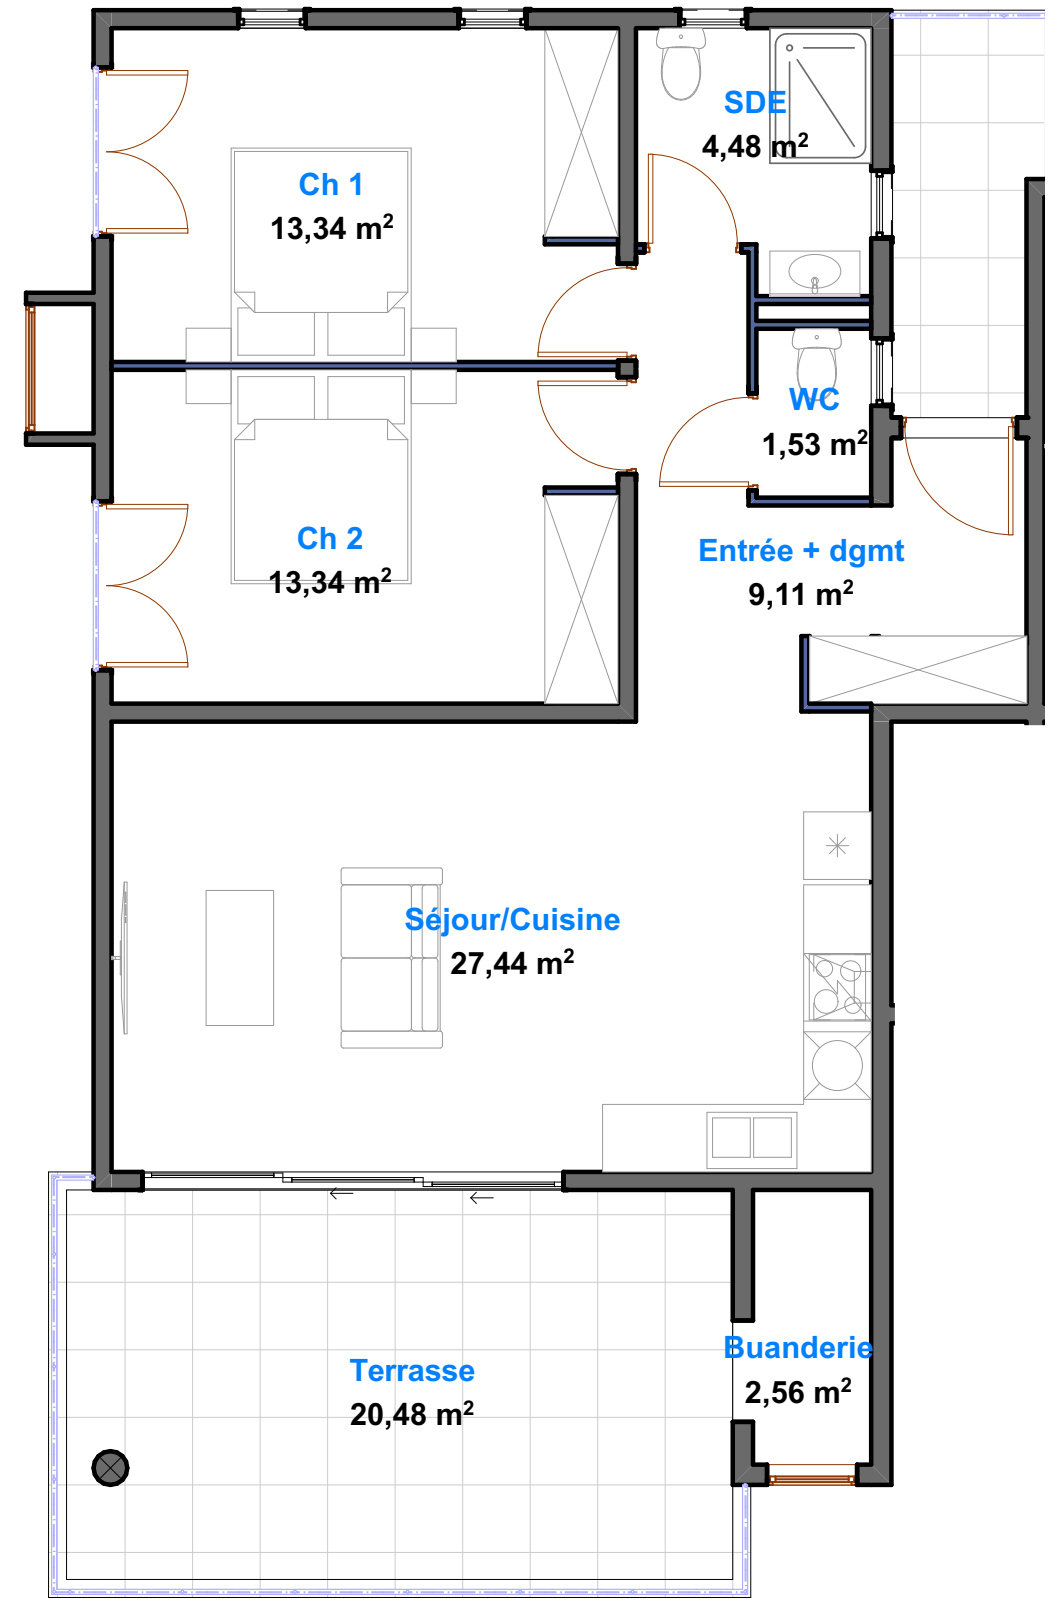 SDE
4,48 m²
Ch 1
13,34 m²
WC
1,53 m²
Ch 2
13,34 m²
Entrée + dgmt
9,11 m²
Séjour/Cuisine
27,44 m²
Buanderie
2,56 m²
Terrasse
20,48 m²